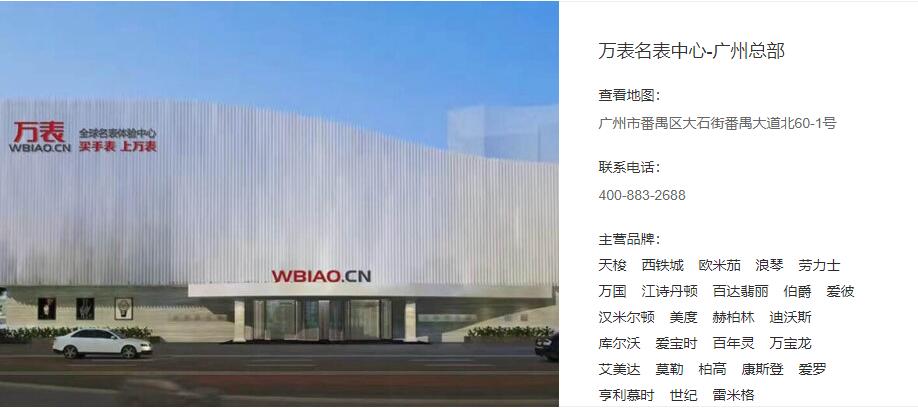 万表
WBIAO.CN
全球名表体验中心
买手表 上万表
WBIAO.CN
万表名表中心-广州总部
查看地图：
广州市番禺区大石街番禺大道北60-1号
联系电话：
400-883-2688
主营品牌：
天梭 西铁城 欧米茄 浪琴 劳力士
万国 江诗丹顿 百达翡丽 伯爵 爱彼
汉米尔顿 美度 赫柏林 迪沃斯
库尔沃 爱宝时 百年灵 万宝龙
艾美达 莫勒 柏高 康斯登 爱罗
亨利慕时 世纪 雷米格